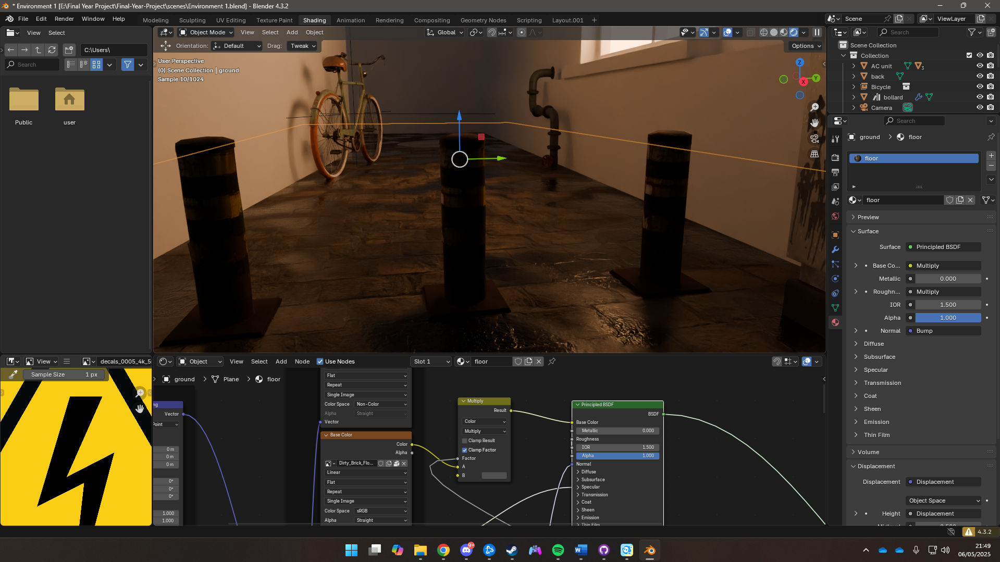 * Environment 1 [E:\Final Year Project\Final-Year-Project\scenes\Environment 1.blend] - Blender 4.3.2
File Edit Render Window Help
Modeling Sculpting UV Editing Texture Paint Shading Animation Rendering Compositing Geometry Nodes Scripting Layout.001 +
Scene
ViewLayer
View Select
C:\Users\
Search
Public
user
Object Mode View Select Add Object
Global
Orientation: Default Drag: Tweak
Options
User Perspective
(0) Scene Collection | ground
Sample 10/1024
Z
Y
X
Search
Scene Collection
Collection
AC unit
3
back
Bicycle
bollard
Camera
Search
ground > floor
floor
floor
Preview
Surface
Surface Principled BSDF
Base Co... Multiply
Metallic 0.000
Roughn... Multiply
IOR 1.500
Alpha 1.000
Normal Bump
Diffuse
Subsurface
Specular
Transmission
Coat
Sheen
Emission
Thin Film
Volume
Displacement
Displacement Displacement
Object Space
Height Displacement
View
decals_0005_4k_5
Sample Size 1 px
Object View Select Add Node Use Nodes
Slot 1
floor
ground > Plane > floor
ng
Vector
Point
0 m
0 m
0 m
0°
0°
0°
1.000
1.000
Flat
Repeat
Single Image
Color Space Non-Color
Alpha Straight
Vector
Base Color
Color
Alpha
Dirty_Brick_Flo...
Linear
Flat
Repeat
Single Image
Color Space sRGB
Alpha Straight
Multiply
Result
Color
Multiply
Clamp Result
Clamp Factor
Factor
A
B
Principled BSDF
BSDF
Base Color
Metallic 0.000
Roughness
IOR 1.500
Alpha 1.000
Normal
Diffuse
Subsurface
Specular
Transmission
Coat
Sheen
Emission
Thin Film
4.3.2
9+
21:49
06/05/2025